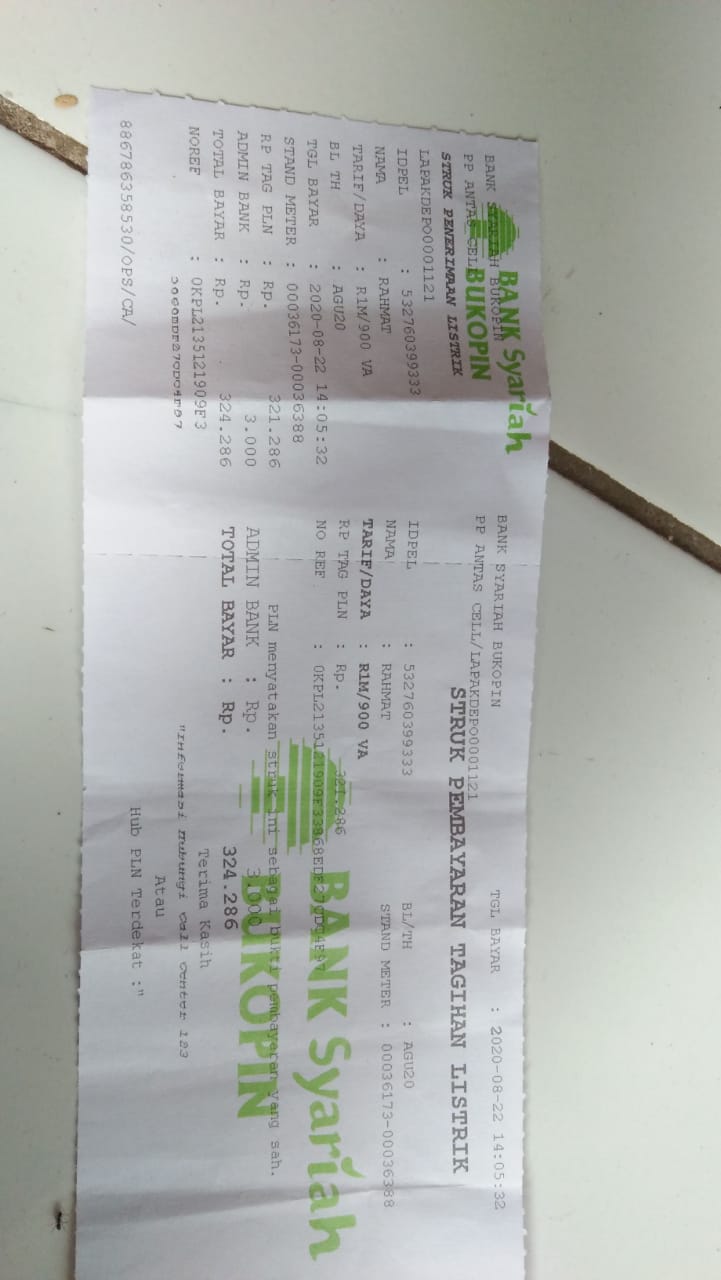 BANK Syariah
BUKOPIN
BANK SYARIAH BUKOPIN
PP ANTAS CELL
STRUK PENERIMAAN LISTRIK
LAPAKDEPO0001121
IDPEL : 532760399333
NAMA : RAHMAT
TARIF/DAYA : R1M/900 VA
BL TH : AGU20
TGL BAYAR : 2020-08-22 14:05:32
STAND METER : 00036173-00036388
RP TAG PLN : Rp. 321.286
ADMIN BANK : Rp. 3.000
TOTAL BAYAR : Rp. 324.286
NOREF : 0KPL2135121909F3
886786358530/OPS/CA/
BANK SYARIAH BUKOPIN TGL BAYAR : 2020-08-22 14:05:32
PP ANTAS CELL/LAPAKDEPO0001121
STRUK PEMBAYARAN TAGIHAN LISTRIK
IDPEL : 532760399333 BL/TH : AGU20
NAMA : RAHMAT STAND METER : 00036173-00036388
TARIF/DAYA : R1M/900 VA
RP TAG PLN : Rp. 321.286
NO REF :
BANK Syariah
BUKOPIN
PLN menyatakan struk ini sebagai bukti pembayaran yang sah.
ADMIN BANK : Rp. 3.000
TOTAL BAYAR : Rp. 324.286
Terima Kasih
"Informasi Hubungi Call Center 123
Atau
Hub PLN Terdekat :"